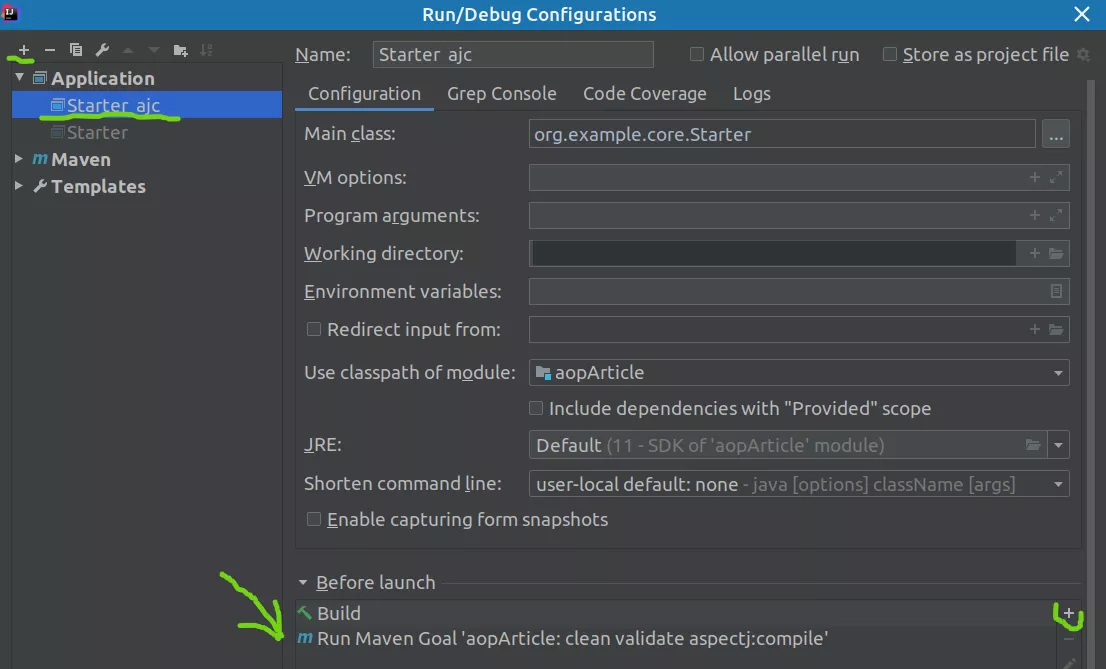 Run/Debug Configurations
Name: Starter ajc Allow parallel run Store as project file
Application
Starter ajc
Starter
Maven
Templates
Configuration Grep Console Code Coverage Logs
Main class: org.example.core.Starter ...
VM options:
Program arguments:
Working directory:
Environment variables:
Redirect input from:
Use classpath of module: aopArticle
Include dependencies with "Provided" scope
JRE: Default (11 - SDK of 'aopArticle' module)
Shorten command line: user-local default: none - java [options] className [args]
Enable capturing form snapshots
Before launch
Build
m Run Maven Goal 'aopArticle: clean validate aspectj:compile'